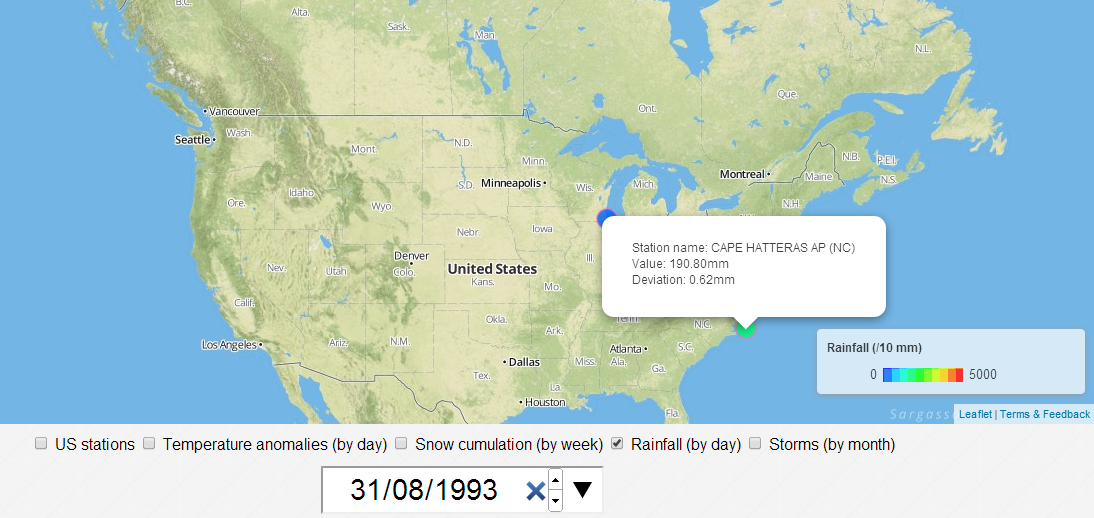 B.C.
Alta.
Sask.
Man.
N.L.
Ont.
Que.
Vancouver
Seattle
Wash.
Mont.
N.D.
Minn.
Montreal
N.B.
P.E.I.
Maine
N.S.
S.D.
Minneapolis
Wis.
Mich.
Ore.
Idaho
Wyo.
N.H.
Nebr.
Iowa
Station name: CAPE HATTERAS AP (NC)
Value: 190.80mm
Deviation: 0.62mm
Denver
Nev.
Utah
Colo.
United States
Kans.
Ill.
Mo.
Calif.
Okla.
Tenn.
N.C.
Los Angeles
Ariz.
N.M.
Ark.
Atlanta
S.C.
Dallas
Miss.
Ala.
Ga.
Tex.
La.
Houston
Fla.
Rainfall (/10 mm)
0 5000
Sargass
Leaflet | Terms & Feedback
US stations Temperature anomalies (by day) Snow cumulation (by week) Rainfall (by day) Storms (by month)
31/08/1993